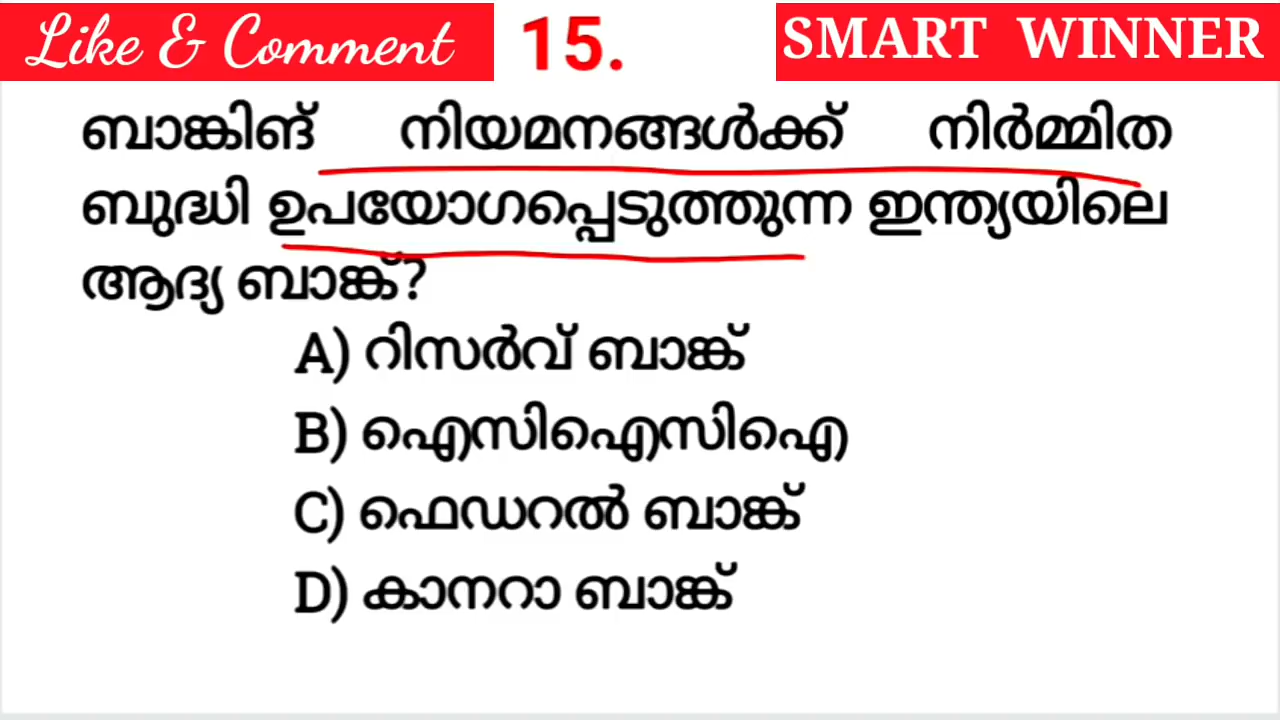 Like & Comment 15. SMART WINNER
ബാങ്കിങ് നിയമനങ്ങൾക്ക് നിർമ്മിത
ബുദ്ധി ഉപയോഗപ്പെടുത്തുന്ന ഇന്ത്യയിലെ
ആദ്യ ബാങ്ക്?
A) റിസർവ് ബാങ്ക്
B) ഐസിഐസിഐ
C) ഫെഡറൽ ബാങ്ക്
D) കാനറാ ബാങ്ക്